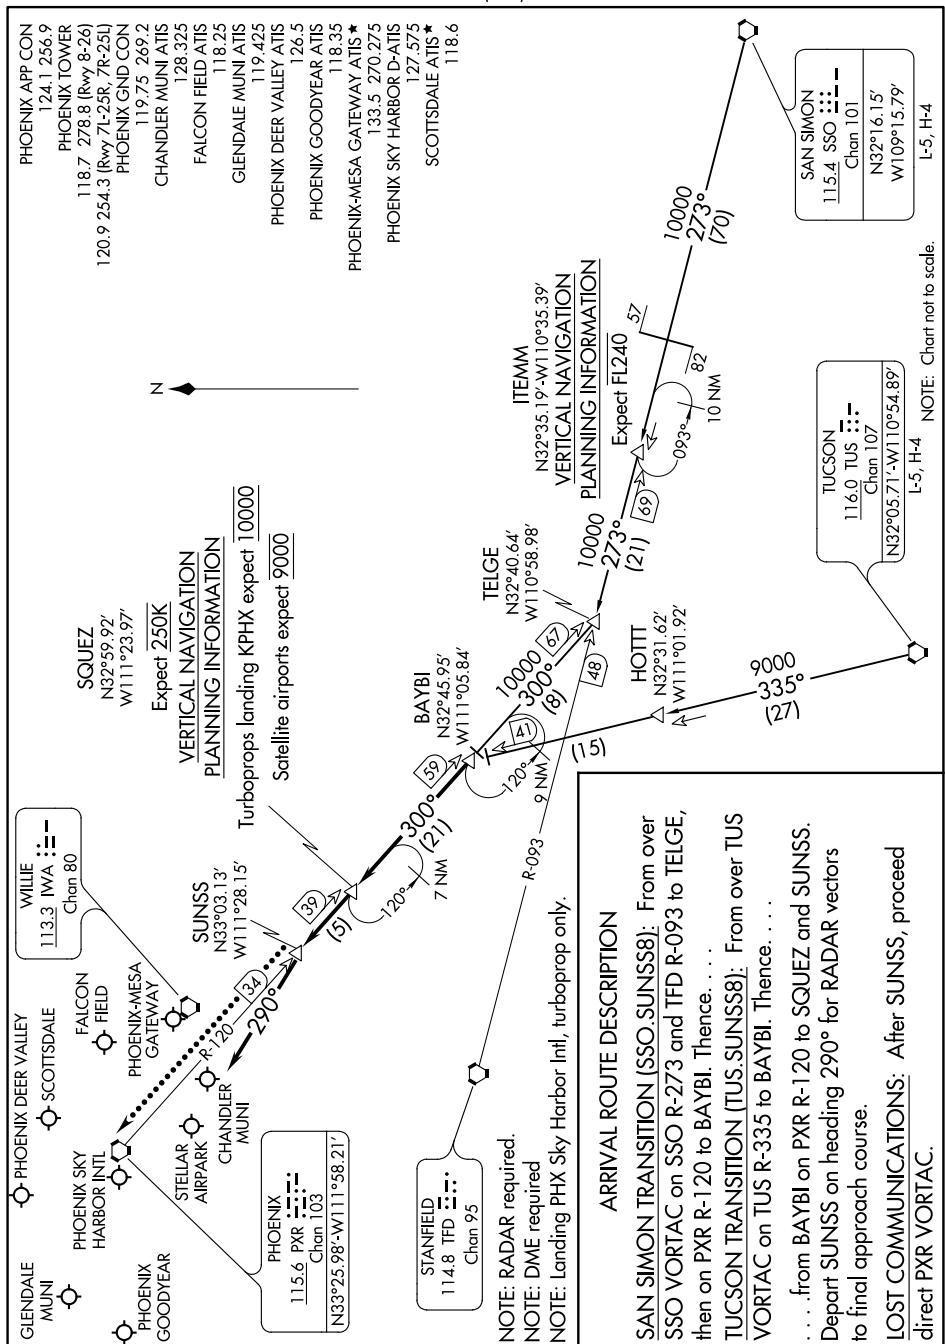 PHOENIX APP CON
124.1 256.9
PHOENIX TOWER
118.7 278.8 (Rwy 8-26)
120.9 254.3 (Rwy 7L-25R, 7R-25L)
PHOENIX GND CON
119.75 269.2
CHANDLER MUNI ATIS
128.325
FALCON FIELD ATIS
118.25
GLENDALE MUNI ATIS
119.425
PHOENIX DEER VALLEY ATIS
126.5
PHOENIX GOODYEAR ATIS
118.35
PHOENIX-MESA GATEWAY ATIS★
133.5 270.275
PHOENIX SKY HARBOR D-ATIS
127.575
SCOTTSDALE ATIS★
118.6
N
GLENDALE
MUNI
PHOENIX DEER VALLEY
SCOTTSDALE
PHOENIX SKY
HARBOR INTL
FALCON
FIELD
PHOENIX-MESA
GATEWAY
PHOENIX
GOODYEAR
STELLAR
AIRPARK
CHANDLER
MUNI
WILLIE
113.3 IWA
Chan 80
PHOENIX
115.6 PXR
Chan 103
N33°25.98'-W111°58.21'
R-120
34
290°
SUNSS
N33°03.13'
W111°28.15'
39
(5)
SQUEZ
N32°59.92'
W111°23.97'
Expect 250K
VERTICAL NAVIGATION
PLANNING INFORMATION
Turboprops landing KPHX expect 10000
Satellite airports expect 9000
120°
7 NM
300°
(21)
59
BAYBI
N32°45.95'
W111°05.84'
120°
9 NM
41
10000
300°
(8)
67
TELGE
N32°40.64'
W110°58.98'
48
R-093
STANFIELD
114.8 TFD
Chan 95
10000
273°
(21)
69
ITEMM
N32°35.19'-W110°35.39'
VERTICAL NAVIGATION
PLANNING INFORMATION
Expect FL240
093°
10 NM
57
82
10000
273°
(70)
SAN SIMON
115.4 SSO
Chan 101
N32°16.15'
W109°15.79'
L-5, H-4
HOTTT
N32°31.62'
W111°01.92'
(15)
9000
335°
(27)
TUCSON
116.0 TUS
Chan 107
N32°05.71'-W110°54.89'
L-5, H-4
NOTE: Chart not to scale.
NOTE: RADAR required.
NOTE: DME required
NOTE: Landing PHX Sky Harbor Intl, turboprop only.
ARRIVAL ROUTE DESCRIPTION
SAN SIMON TRANSITION (SSO.SUNSS8): From over
SSO VORTAC on SSO R-273 and TFD R-093 to TELGE,
then on PXR R-120 to BAYBI. Thence. . . .
TUCSON TRANSITION (TUS.SUNSS8): From over TUS
VORTAC on TUS R-335 to BAYBI. Thence. . . .
. . . .from BAYBI on PXR R-120 to SQUEZ and SUNSS.
Depart SUNSS on heading 290° for RADAR vectors
to final approach course.
LOST COMMUNICATIONS: After SUNSS, proceed
direct PXR VORTAC.